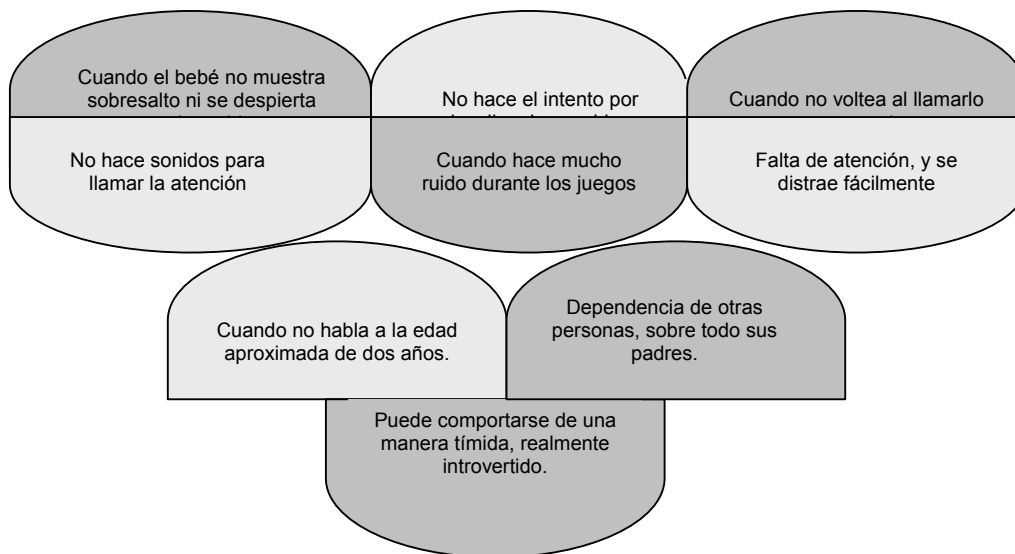 Cuando el bebé no muestra
sobresalto ni se despierta
No hace el intento por
Cuando no voltea al llamarlo
No hace sonidos para
llamar la atención
Cuando hace mucho
ruido durante los juegos
Falta de atención, y se
distrae fácilmente
Cuando no habla a la edad
aproximada de dos años.
Dependencia de otras
personas, sobre todo sus
padres.
Puede comportarse de una
manera tímida, realmente
introvertido.